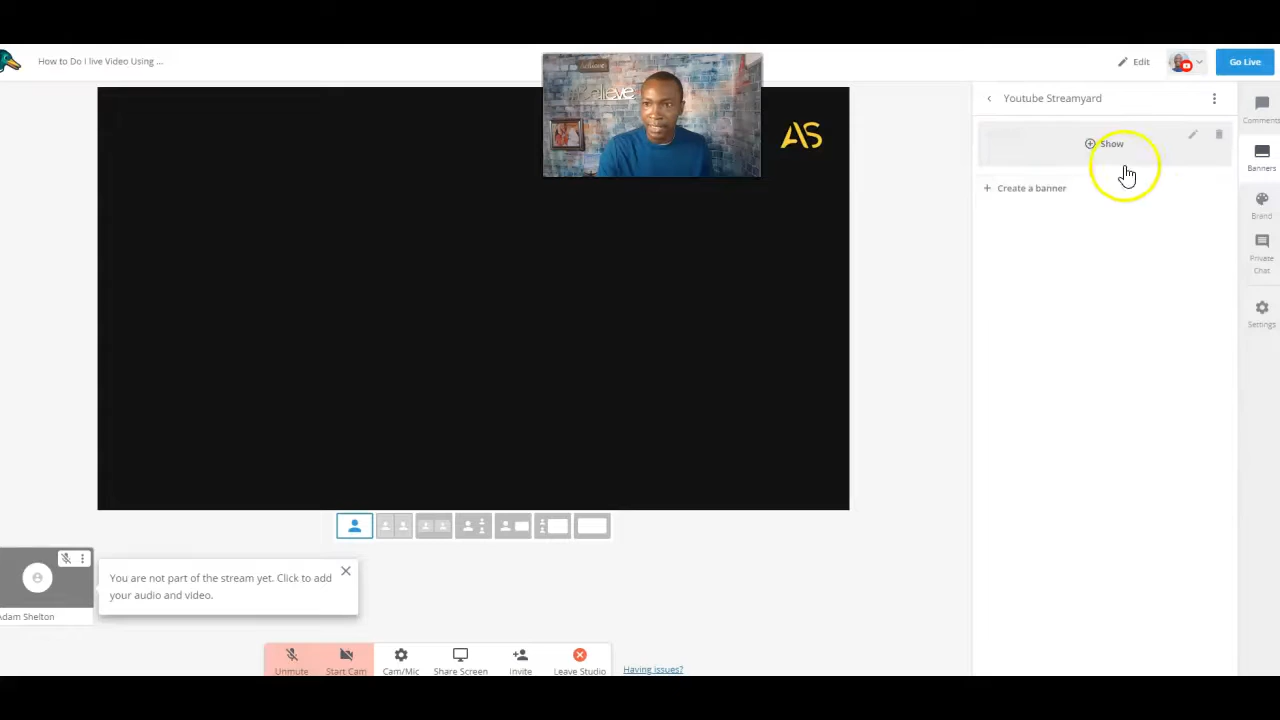 How to Do I live Video Using ...
Edit
Go Live
believe
AS
Youtube Streamyard
Show
Create a banner
Comments
Banners
Brand
Private
Chat
Settings
You are not part of the stream yet. Click to add
your audio and video.
Adam Shelton
Unmute
Start Cam
Cam/Mic
Share Screen
Invite
Leave Studio
Having issues?